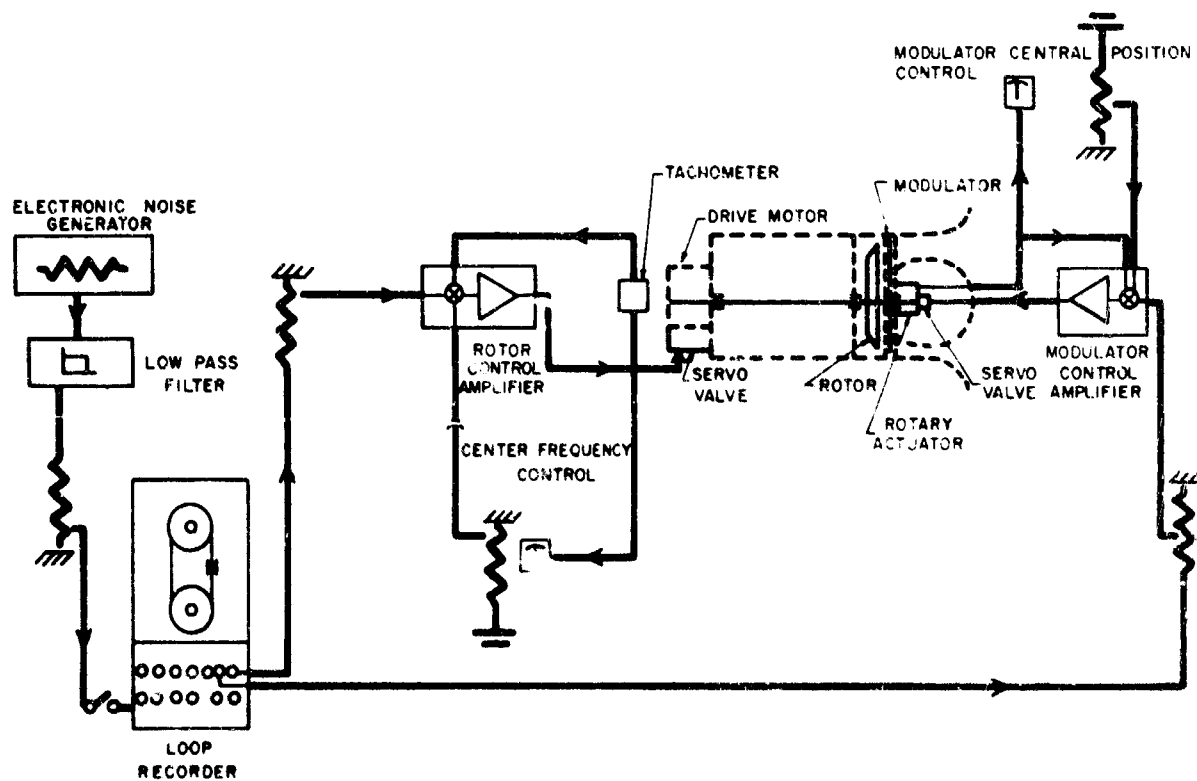 MODULATOR CENTRAL POSITION
CONTROL
TACHOMETER
MODULATOR
ELECTRONIC NOISE
GENERATOR
DRIVE MOTOR
LOW PASS
FILTER
ROTOR
CONTROL
AMPLIFIER
SERVO
VALVE
ROTOR
SERVO
VALVE
MODULATOR
CONTROL
AMPLIFIER
ROTARY
ACTUATOR
CENTER FREQUENCY
CONTROL
LOOP
RECORDER